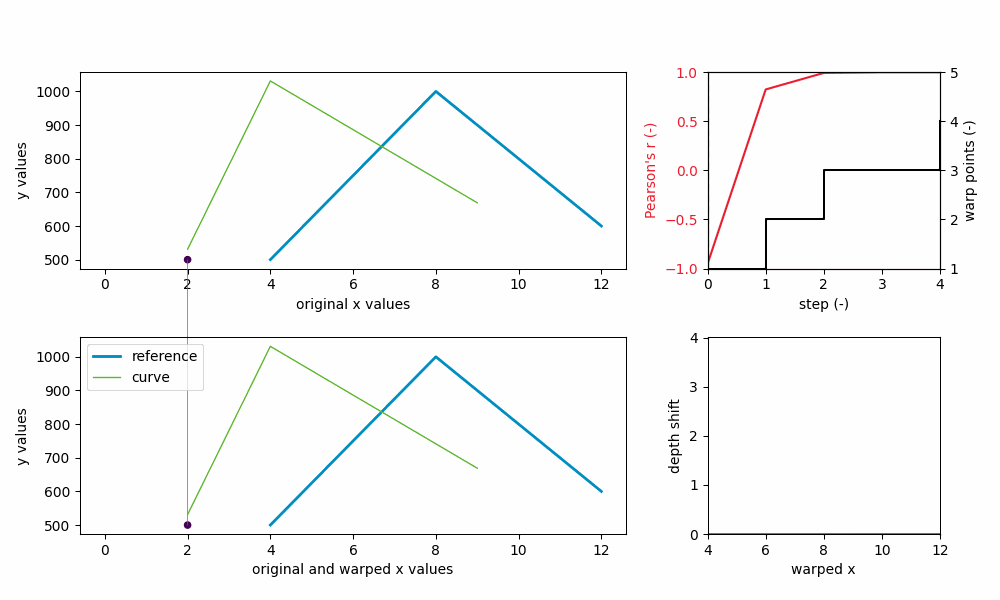 1000
900
800
700
600
500
y values
0 2 4 6 8 10 12
original x values
1.0
0.5
0.0
−0.5
−1.0
Pearson's r (-)
5
4
3
2
1
warp points (-)
0 1 2 3 4
step (-)
reference
curve
1000
900
800
700
600
500
y values
0 2 4 6 8 10 12
original and warped x values
4
3
2
1
0
depth shift
4 6 8 10 12
warped x